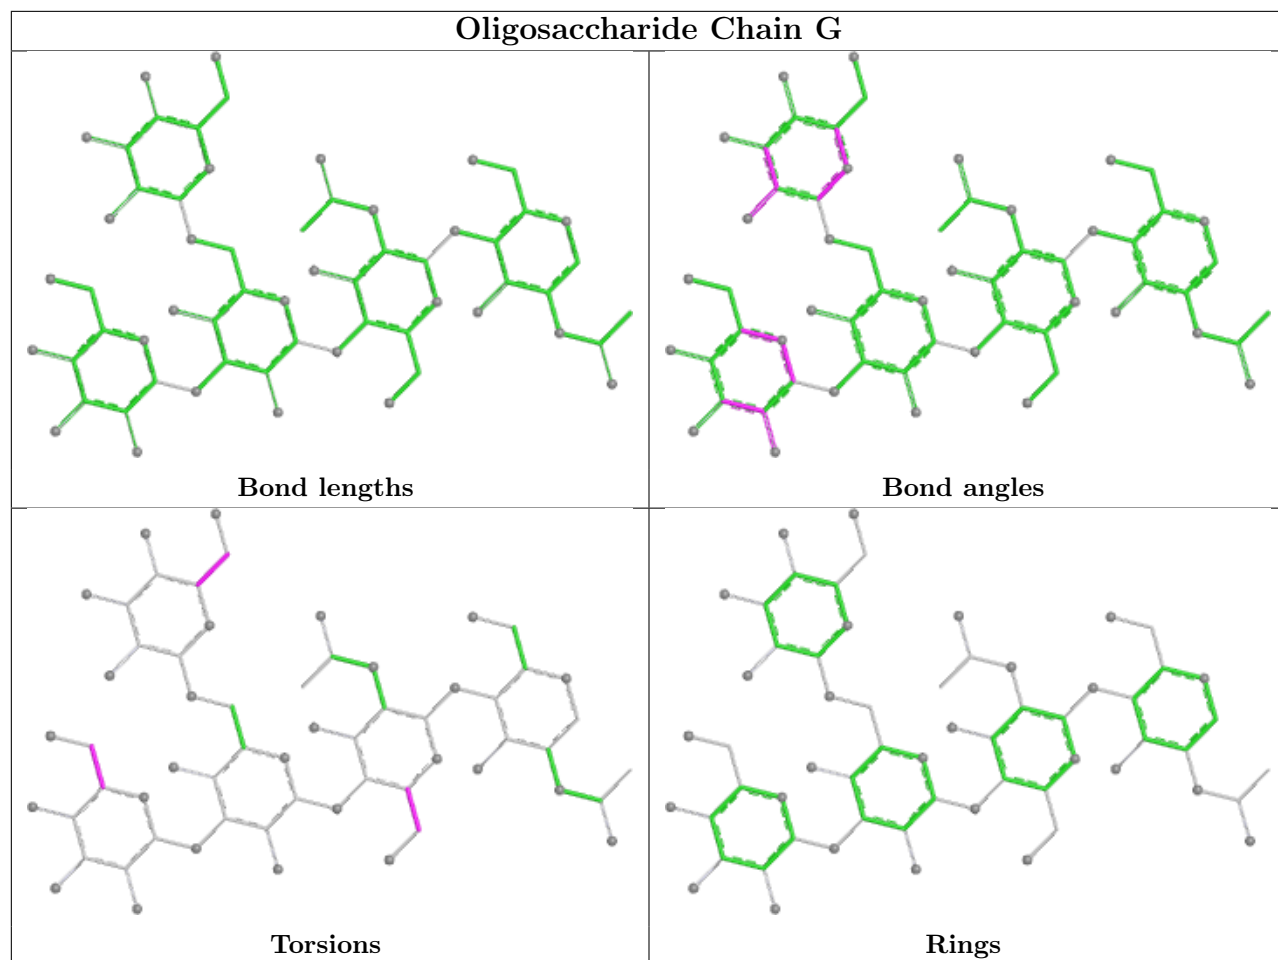 Oligosaccharide Chain G
Bond lengths
Bond angles
Torsions
Rings